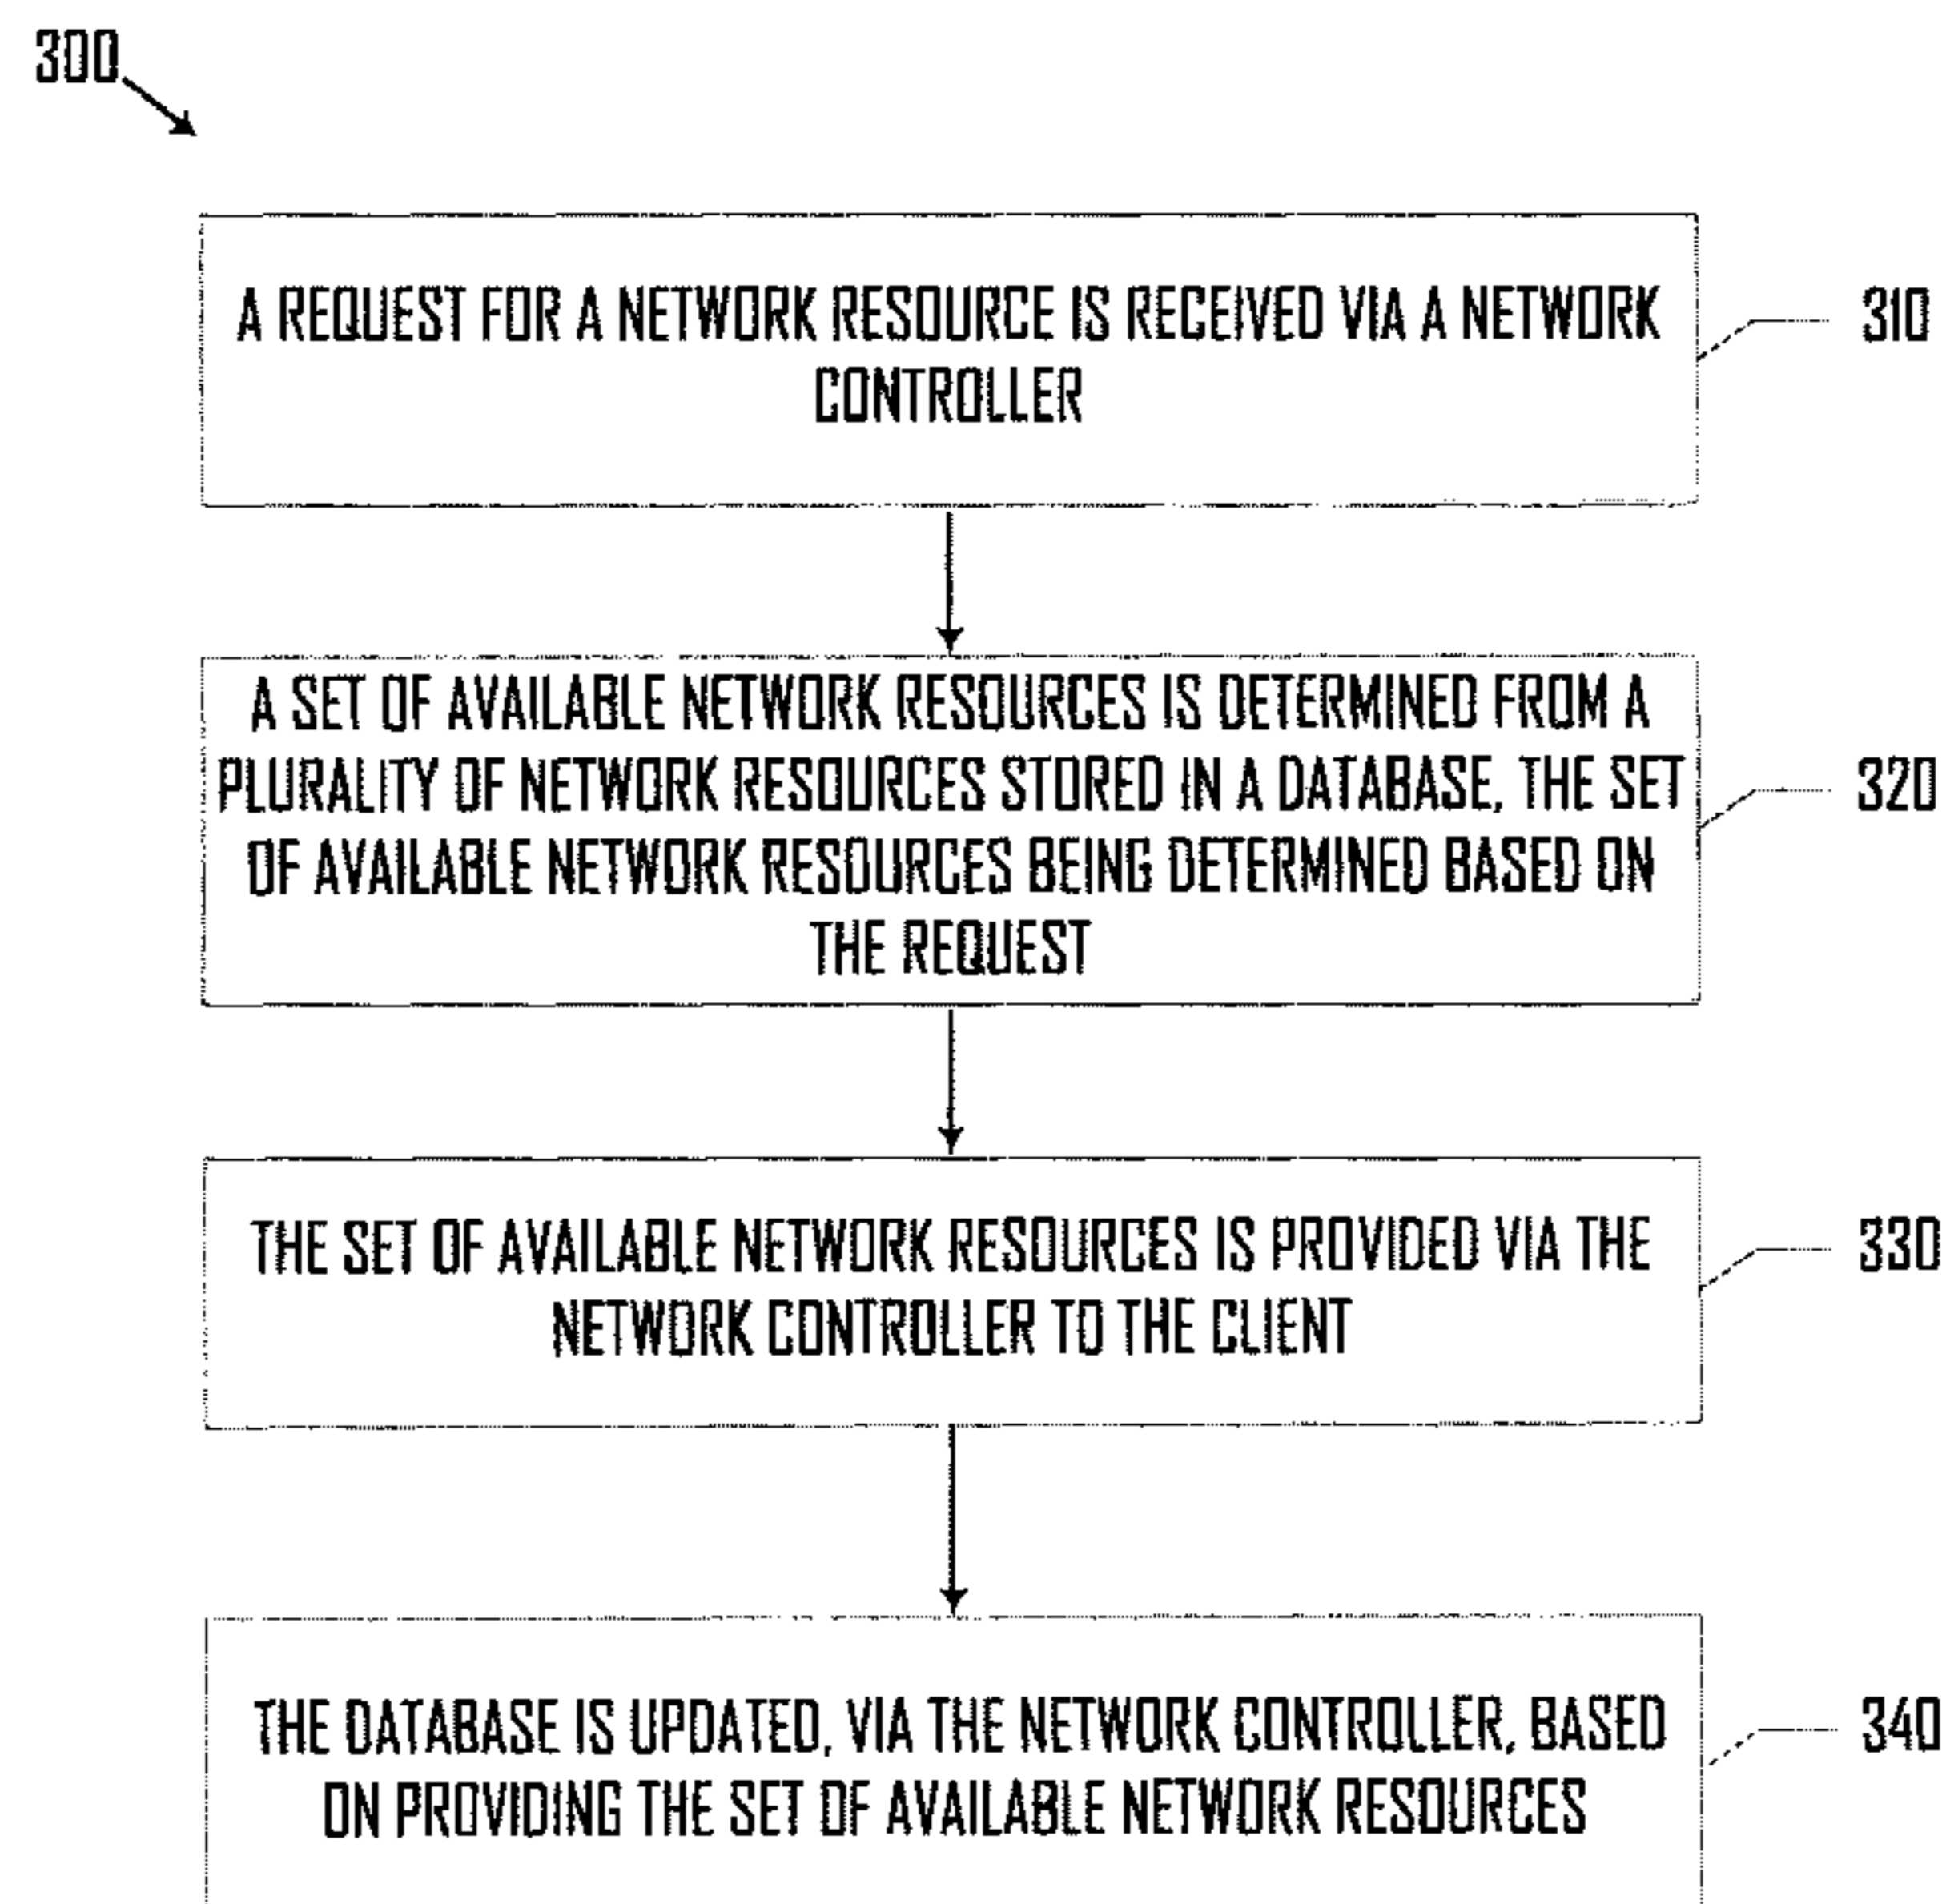 300
A REQUEST FOR A NETWORK RESOURCE IS RECEIVED VIA A NETWORK
CONTROLLER
310
A SET OF AVAILABLE NETWORK RESOURCES IS DETERMINED FROM A
PLURALITY OF NETWORK RESOURCES STORED IN A DATABASE, THE SET
OF AVAILABLE NETWORK RESOURCES BEING DETERMINED BASED ON
THE REQUEST
320
THE SET OF AVAILABLE NETWORK RESOURCES IS PROVIDED VIA THE
NETWORK CONTROLLER TO THE CLIENT
330
THE DATABASE IS UPDATED, VIA THE NETWORK CONTROLLER, BASED
ON PROVIDING THE SET OF AVAILABLE NETWORK RESOURCES
340